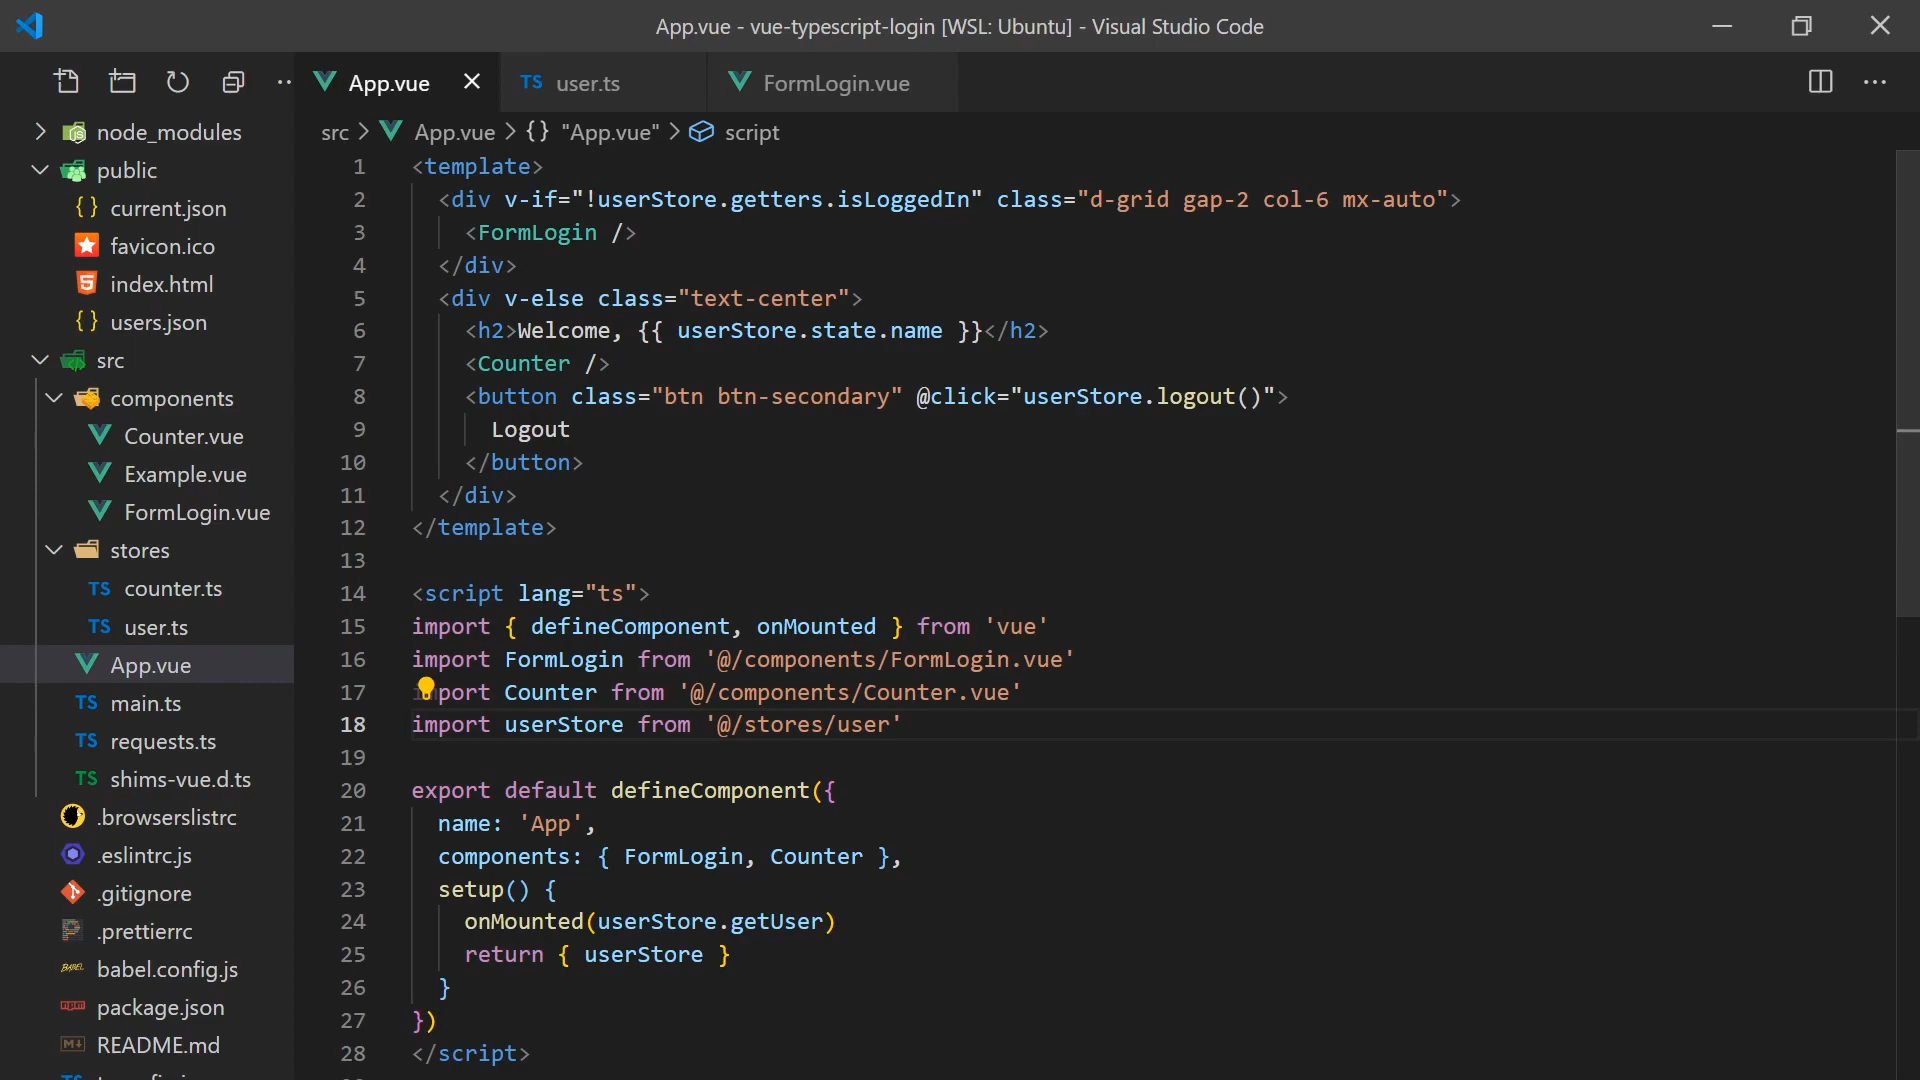 App.vue - vue-typescript-login [WSL: Ubuntu] - Visual Studio Code
App.vue
TS user.ts
FormLogin.vue
src > App.vue > {} "App.vue" > script
node_modules
public
{} current.json
favicon.ico
index.html
{} users.json
src
components
Counter.vue
Example.vue
FormLogin.vue
stores
TS counter.ts
TS user.ts
App.vue
TS main.ts
TS requests.ts
TS shims-vue.d.ts
.browserslistrc
.eslintrc.js
.gitignore
.prettierrc
BABEL babel.config.js
npm package.json
M README.md
1 <template>
2 <div v-if="!userStore.getters.isLoggedIn" class="d-grid gap-2 col-6 mx-auto">
3 <FormLogin />
4 </div>
5 <div v-else class="text-center">
6 <h2>Welcome, {{ userStore.state.name }}</h2>
7 <Counter />
8 <button class="btn btn-secondary" @click="userStore.logout()">
9 Logout
10 </button>
11 </div>
12 </template>
13
14 <script lang="ts">
15 import { defineComponent, onMounted } from 'vue'
16 import FormLogin from '@/components/FormLogin.vue'
17 import Counter from '@/components/Counter.vue'
18 import userStore from '@/stores/user'
19
20 export default defineComponent({
21 name: 'App',
22 components: { FormLogin, Counter },
23 setup() {
24 onMounted(userStore.getUser)
25 return { userStore }
26 }
27 })
28 </script>